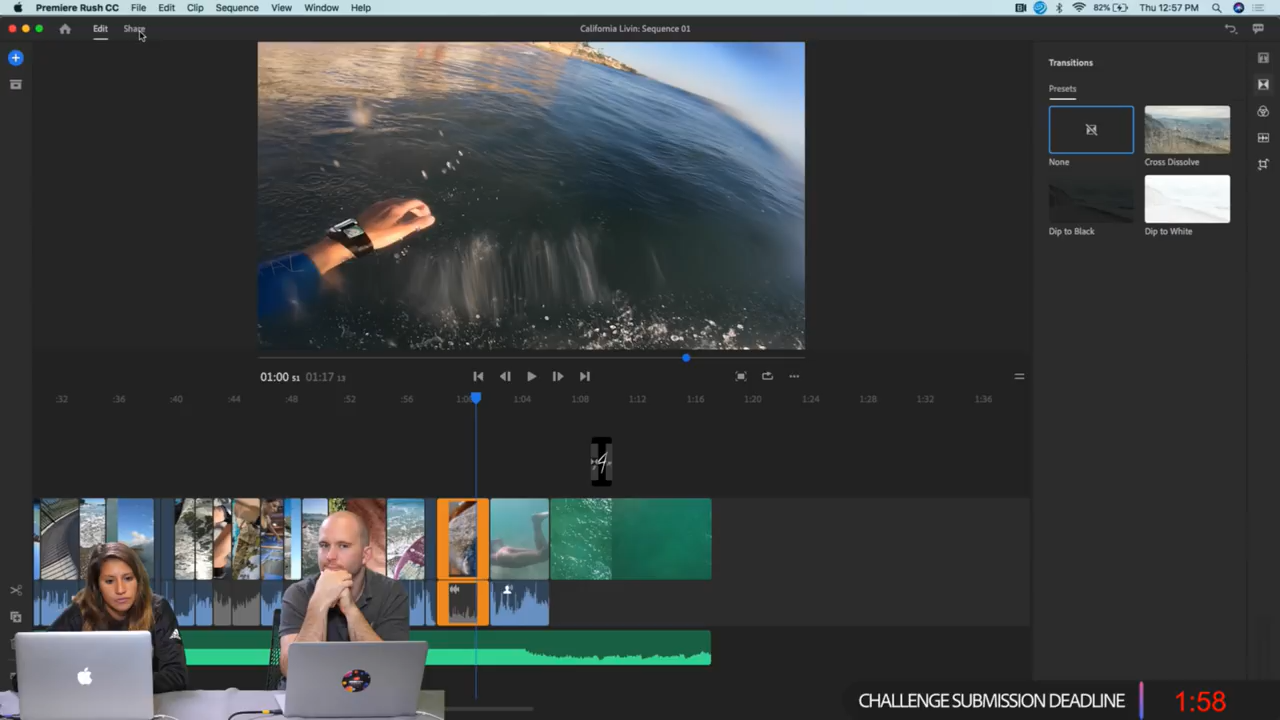 Premiere Rush CC File Edit Clip Sequence View Window Help 82% Thu 12:57 PM
Edit Share California Livin: Sequence 01
Transitions
Presets
None Cross Dissolve
Dip to Black Dip to White
01:00 51 01:17 13
:32 :36 :40 :44 :48 :52 :56 1:04 1:08 1:12 1:16 1:20 1:24 1:28 1:32 1:36
CHALLENGE SUBMISSION DEADLINE 1:58